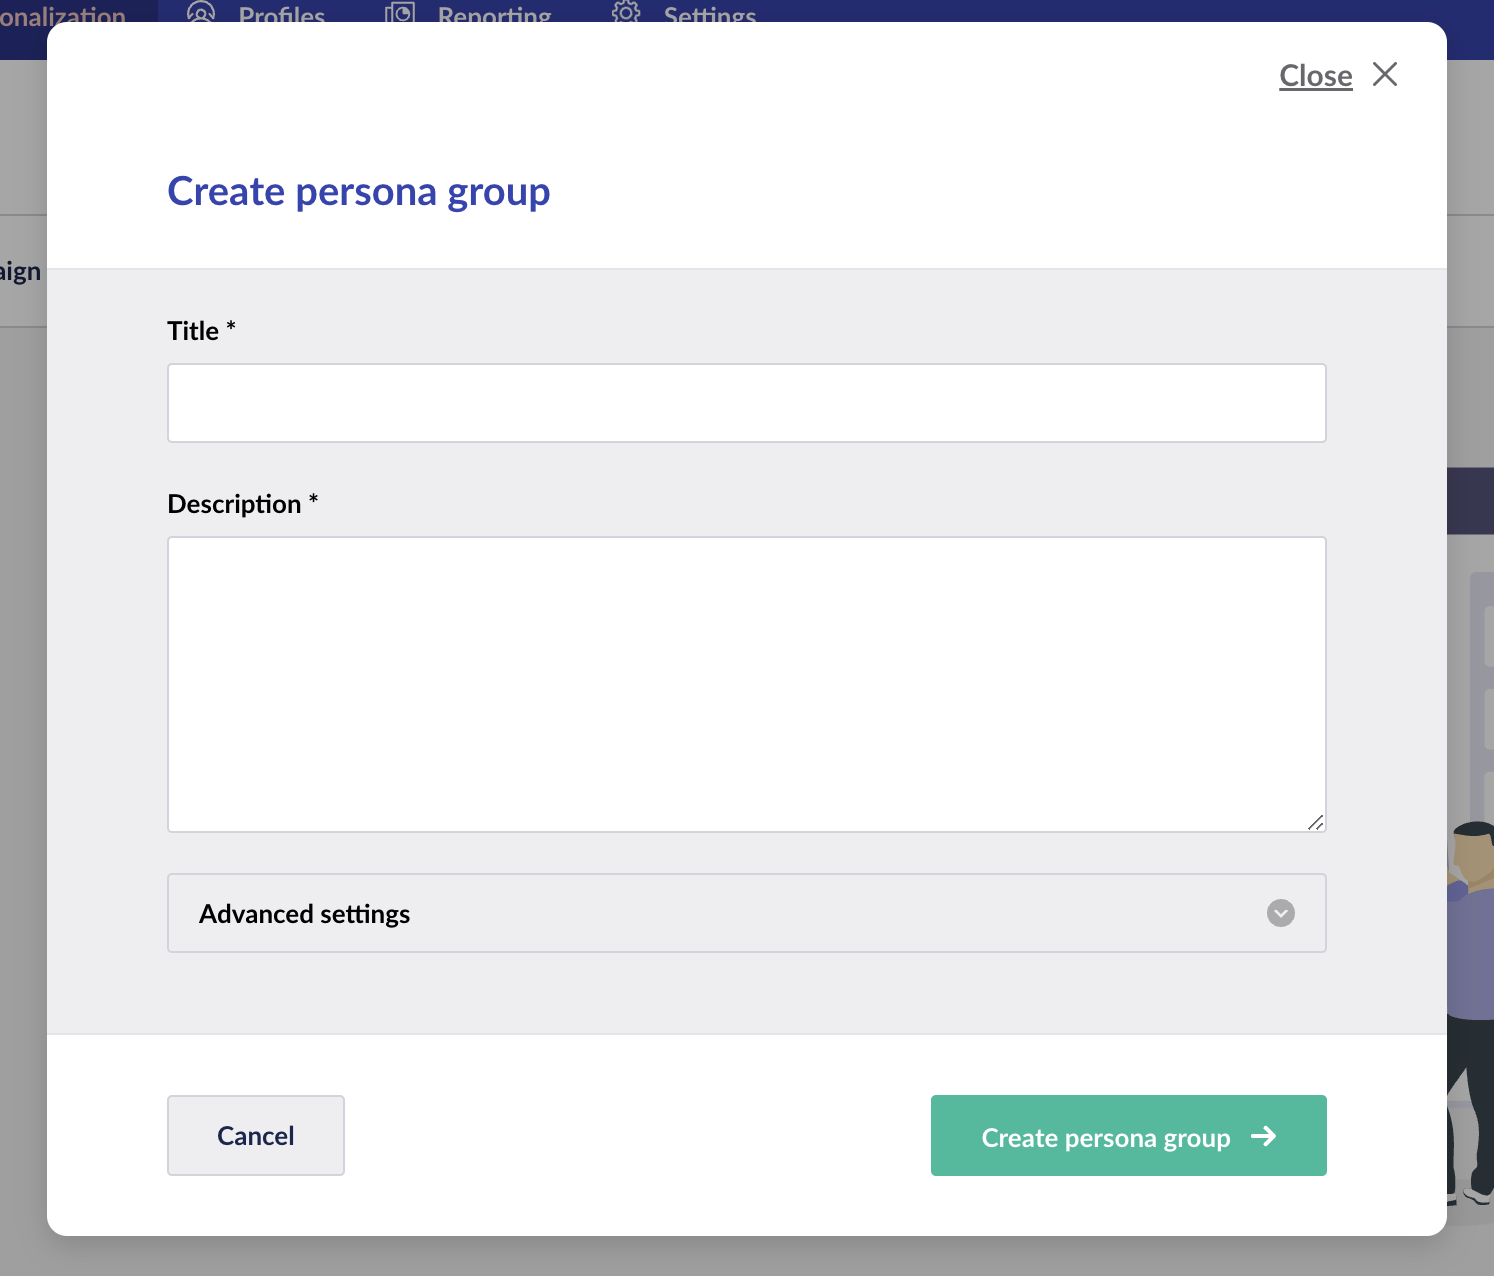 onalization Profiles Reporting Settings
Close
Create persona group
aign
Title *
Description *
Advanced settings
Cancel
Create persona group